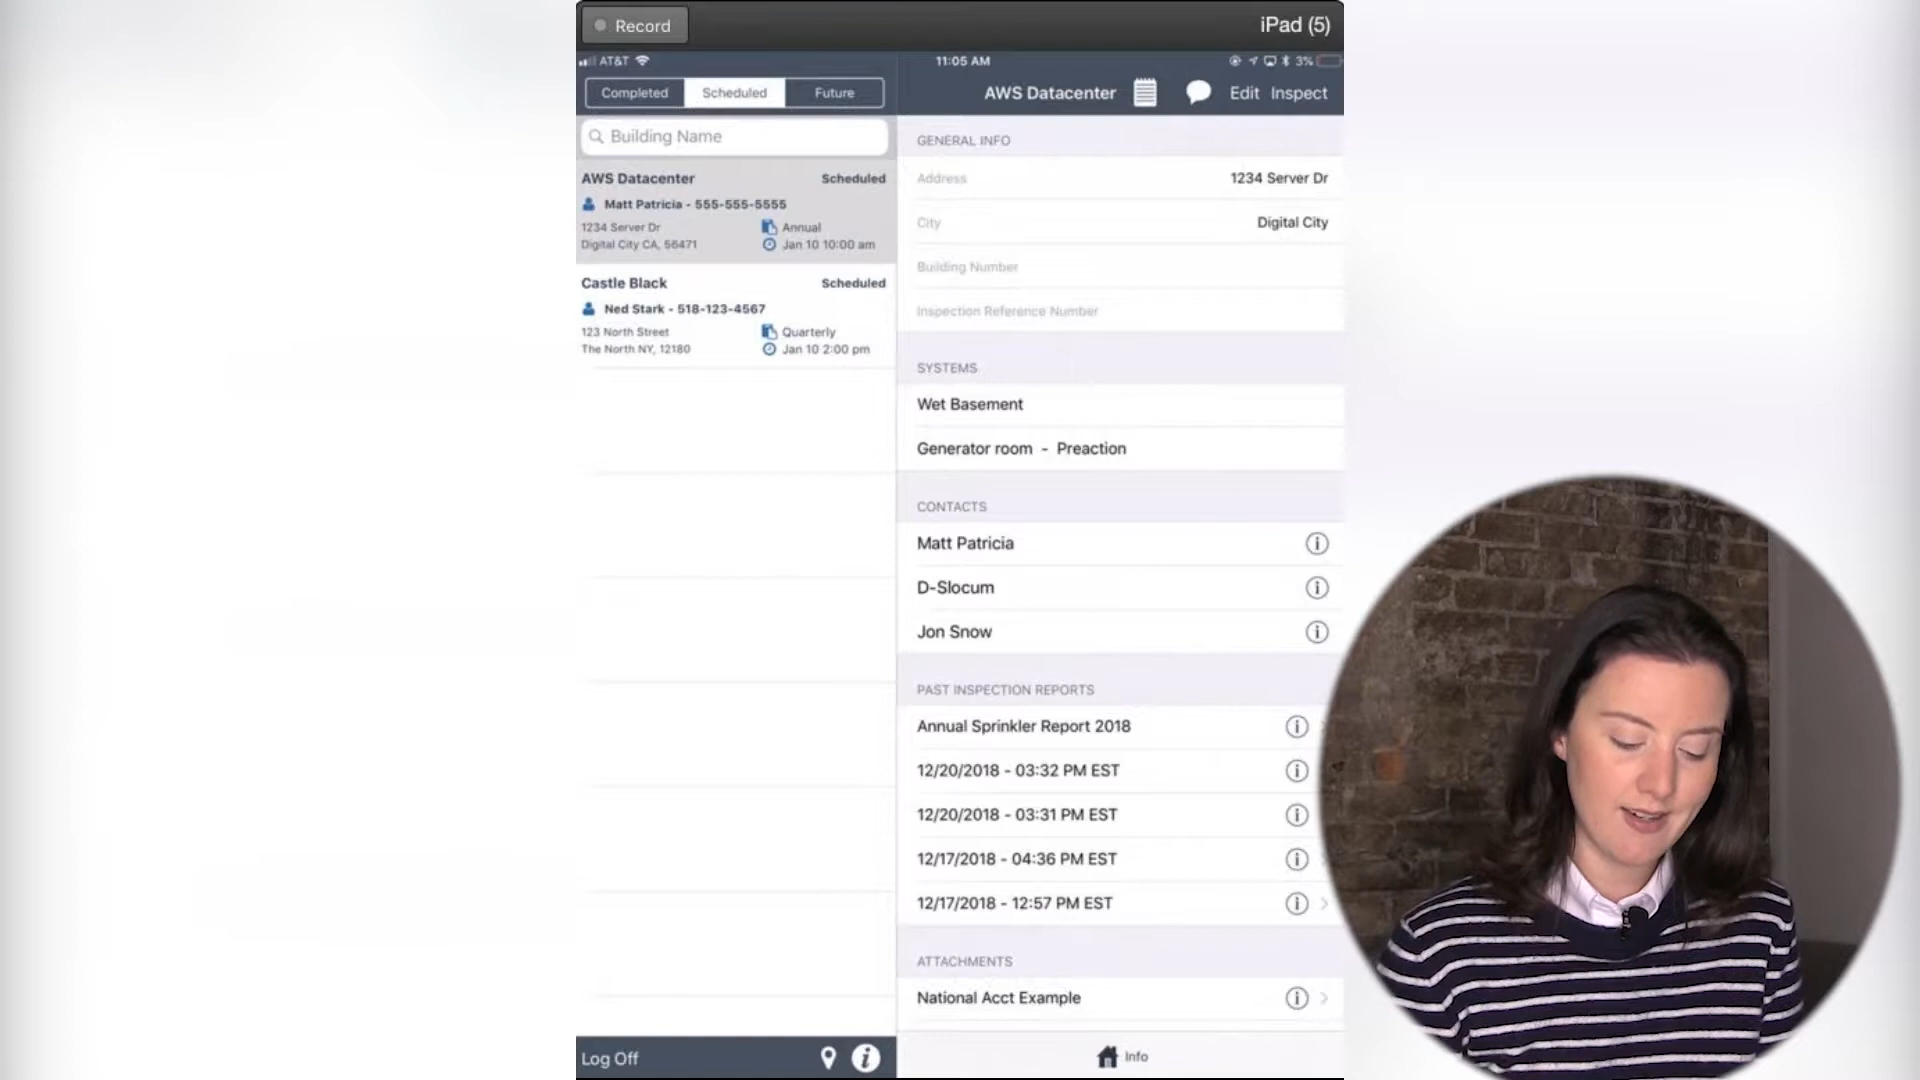 Record
iPad (5)
AT&T
11:05 AM
3%
Completed
Scheduled
Future
AWS Datacenter
Edit
Inspect
Building Name
AWS Datacenter
Scheduled
Matt Patricia - 555-555-5555
1234 Server Dr
Annual
Digital City CA, 56471
Jan 10 10:00 am
Castle Black
Scheduled
Ned Stark - 518-123-4567
123 North Street
Quarterly
The North NY, 12180
Jan 10 2:00 pm
Log Off
GENERAL INFO
Address
1234 Server Dr
City
Digital City
Building Number
Inspection Reference Number
SYSTEMS
Wet Basement
Generator room - Preaction
CONTACTS
Matt Patricia
D-Slocum
Jon Snow
PAST INSPECTION REPORTS
Annual Sprinkler Report 2018
12/20/2018 - 03:32 PM EST
12/20/2018 - 03:31 PM EST
12/17/2018 - 04:36 PM EST
12/17/2018 - 12:57 PM EST
ATTACHMENTS
National Acct Example
Info